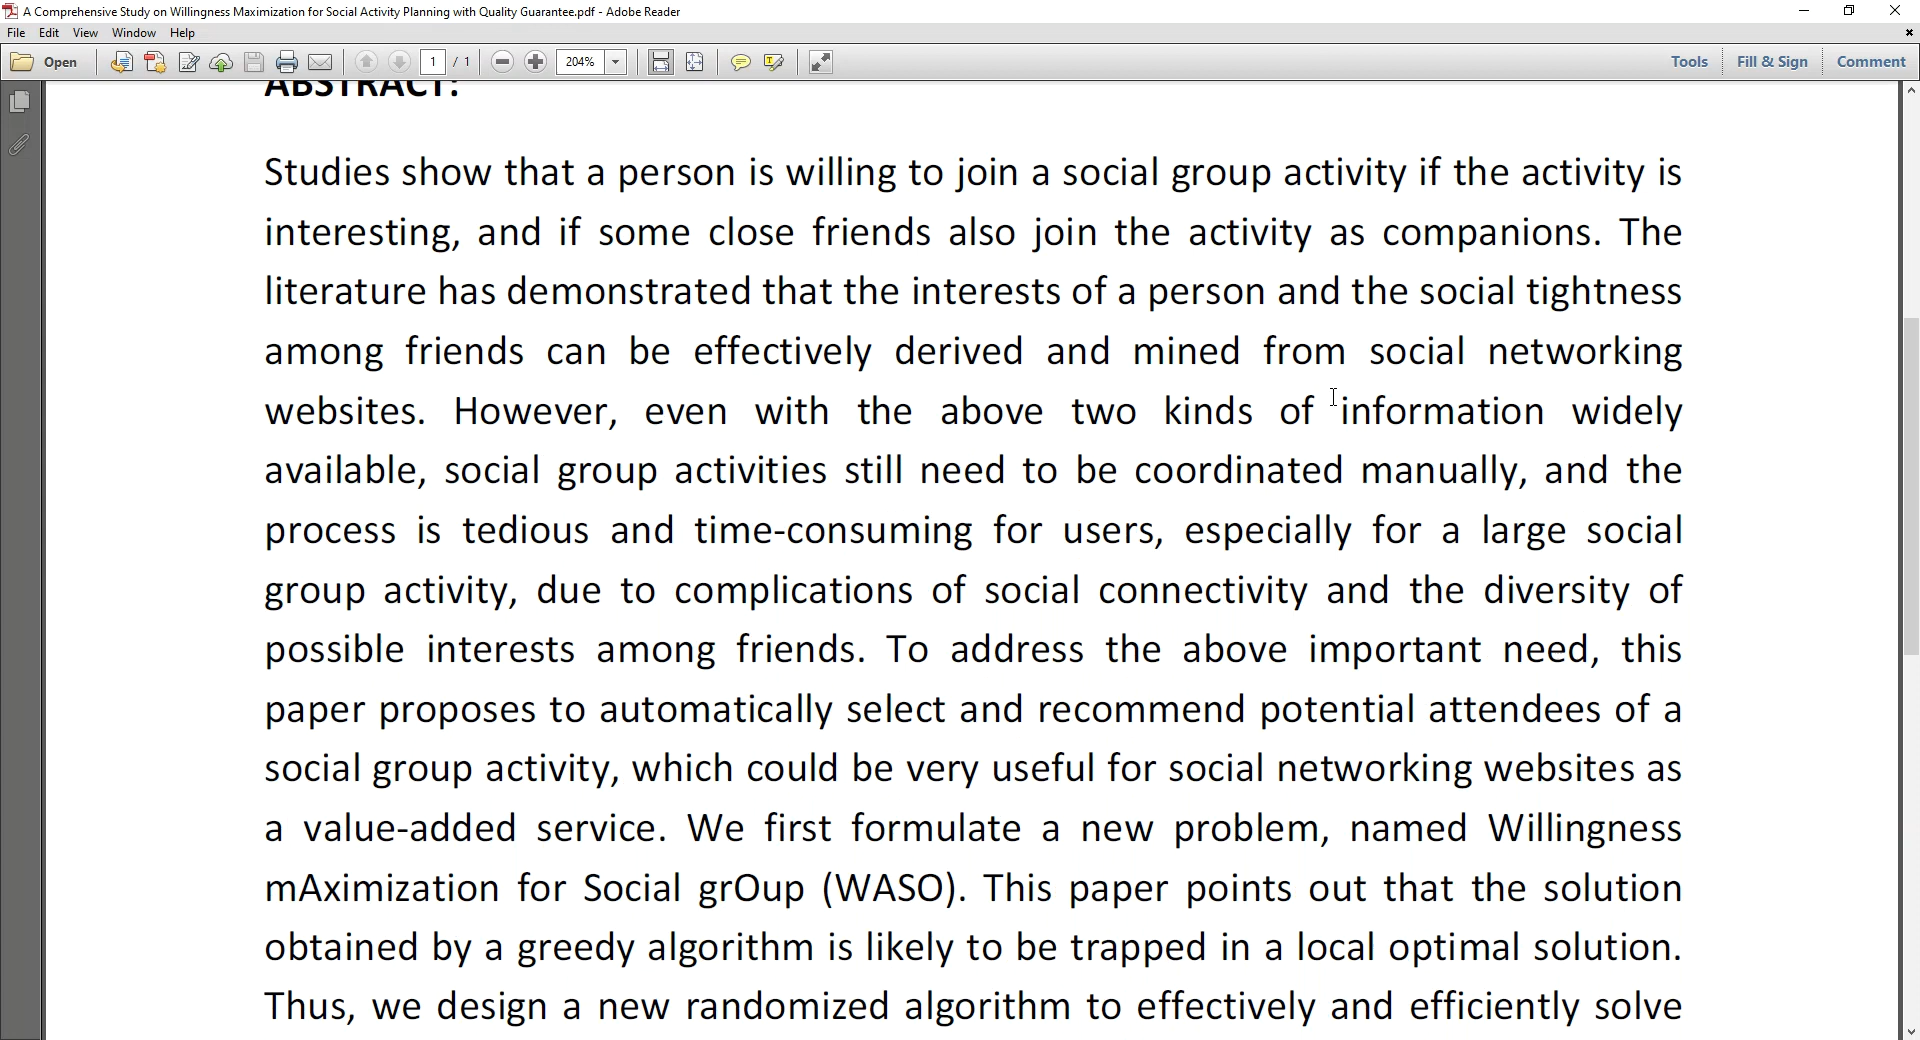 A Comprehensive Study on Willingness Maximization for Social Activity Planning with Quality Guarantee.pdf - Adobe Reader
File Edit View Window Help
Open 1 / 1 204% Tools Fill & Sign Comment
ABSTRACT:
Studies show that a person is willing to join a social group activity if the activity is
interesting, and if some close friends also join the activity as companions. The
literature has demonstrated that the interests of a person and the social tightness
among friends can be effectively derived and mined from social networking
websites. However, even with the above two kinds of information widely
available, social group activities still need to be coordinated manually, and the
process is tedious and time-consuming for users, especially for a large social
group activity, due to complications of social connectivity and the diversity of
possible interests among friends. To address the above important need, this
paper proposes to automatically select and recommend potential attendees of a
social group activity, which could be very useful for social networking websites as
a value-added service. We first formulate a new problem, named Willingness
mAximization for Social grOup (WASO). This paper points out that the solution
obtained by a greedy algorithm is likely to be trapped in a local optimal solution.
Thus, we design a new randomized algorithm to effectively and efficiently solve